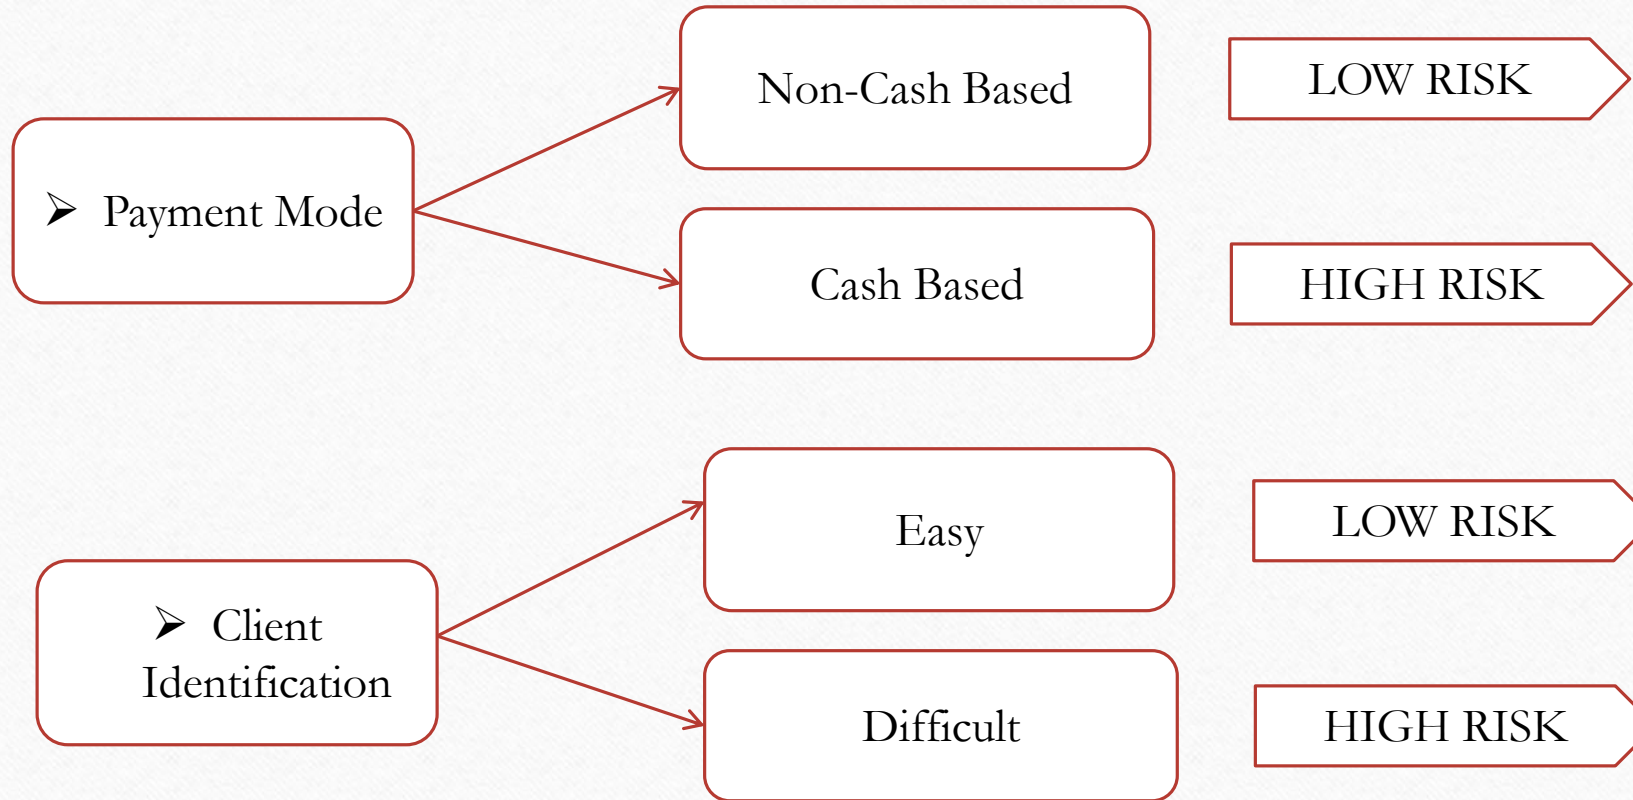 Non-Cash Based
LOW RISK
➢ Payment Mode
Cash Based
HIGH RISK
Easy
LOW RISK
➢ Client
Identification
Difficult
HIGH RISK